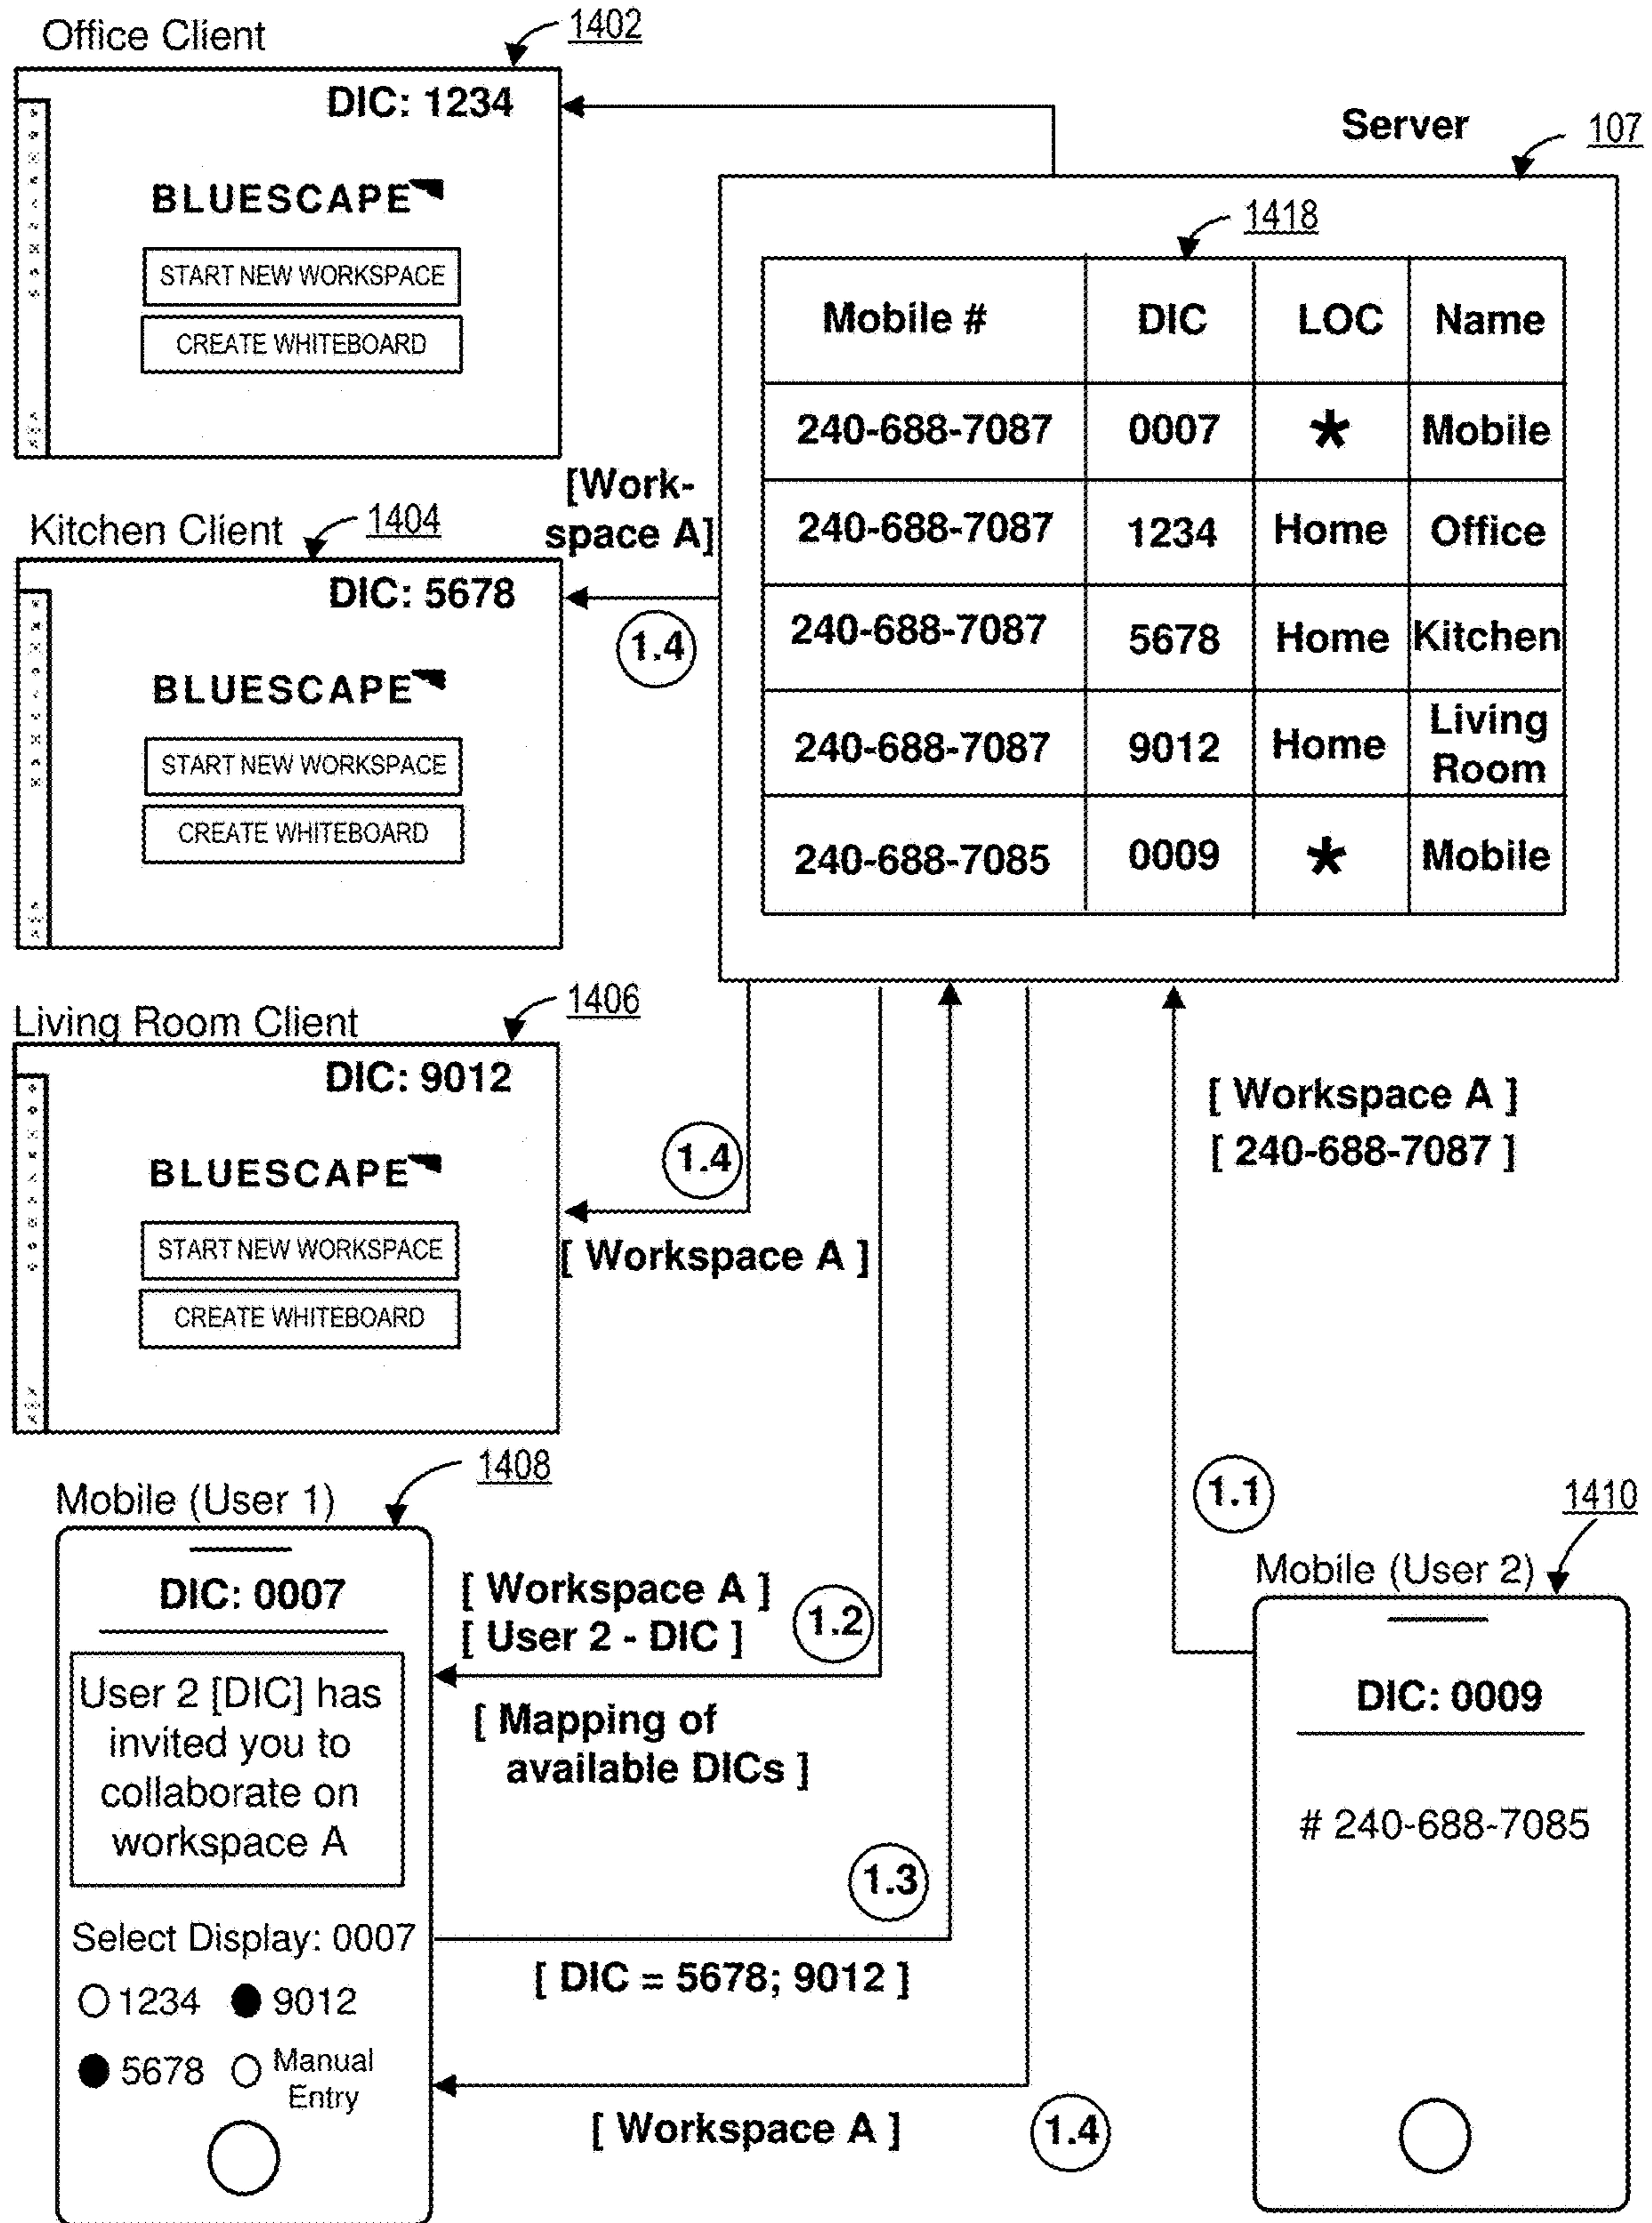 Office Client
1402
DIC: 1234
BLUESCAPE
START NEW WORKSPACE
CREATE WHITEBOARD
Kitchen Client
1404
DIC: 5678
BLUESCAPE
START NEW WORKSPACE
CREATE WHITEBOARD
[Work-
space A]
1.4
Server
107
1418
Mobile # DIC LOC Name
240-688-7087 0007 * Mobile
240-688-7087 1234 Home Office
240-688-7087 5678 Home Kitchen
240-688-7087 9012 Home Living
Room
240-688-7085 0009 * Mobile
Living Room Client
1406
DIC: 9012
BLUESCAPE
START NEW WORKSPACE
CREATE WHITEBOARD
1.4
[ Workspace A ]
[ Workspace A ]
[ 240-688-7087 ]
1.1
Mobile (User 1)
1408
DIC: 0007
User 2 [DIC] has
invited you to
collaborate on
workspace A
Select Display: 0007
1234 9012
5678 Manual
Entry
[ Workspace A ]
[ User 2 - DIC ]
1.2
[ Mapping of
available DICs ]
1.3
[ DIC = 5678; 9012 ]
[ Workspace A ]
1.4
1410
Mobile (User 2)
DIC: 0009
# 240-688-7085